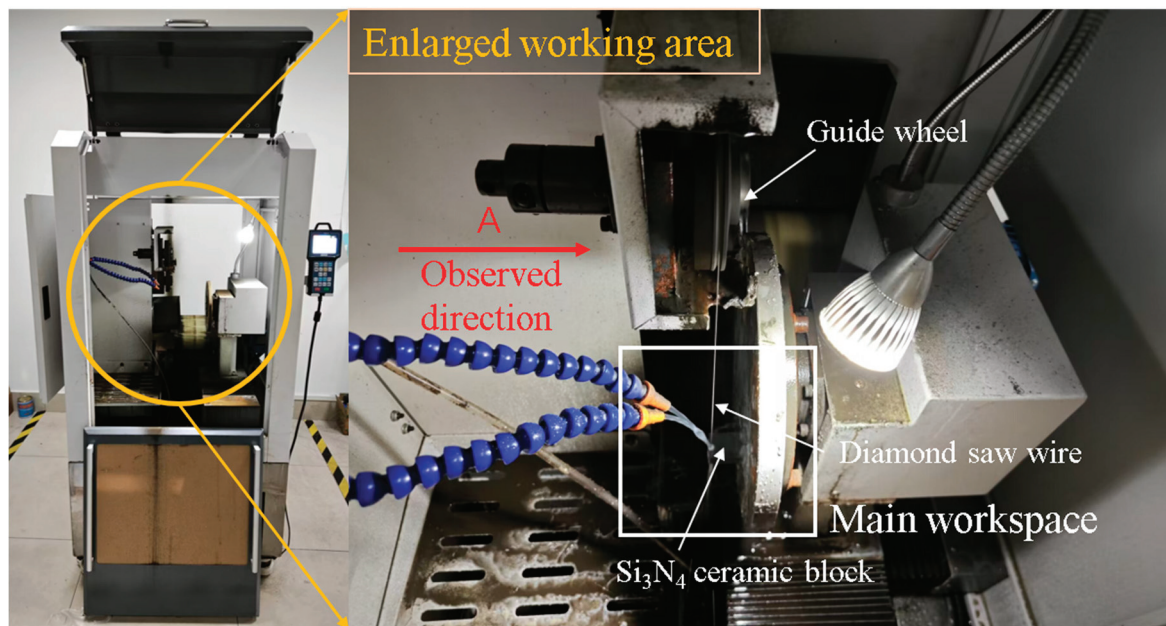 Enlarged working area
Guide wheel
A
Observed
direction
Diamond saw wire
Main workspace
Si₃N₄ ceramic block